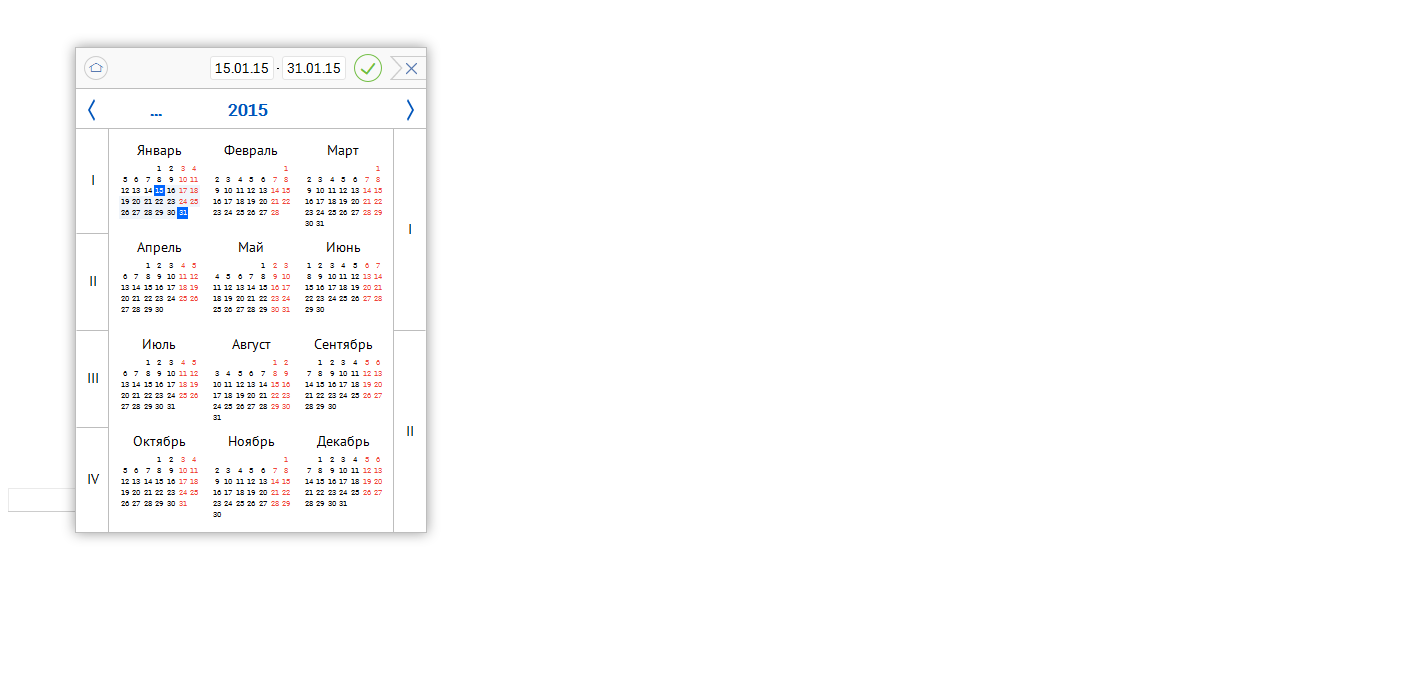 15.01.15 - 31.01.15
... 2015
I
II
III
IV
Январь
1 2 3 4
5 6 7 8 9 10 11
12 13 14 15 16 17 18
19 20 21 22 23 24 25
26 27 28 29 30 31
Февраль
1
2 3 4 5 6 7 8
9 10 11 12 13 14 15
16 17 18 19 20 21 22
23 24 25 26 27 28
Март
1
2 3 4 5 6 7 8
9 10 11 12 13 14 15
16 17 18 19 20 21 22
23 24 25 26 27 28 29
30 31
Апрель
1 2 3 4 5
6 7 8 9 10 11 12
13 14 15 16 17 18 19
20 21 22 23 24 25 26
27 28 29 30
Май
1 2 3
4 5 6 7 8 9 10
11 12 13 14 15 16 17
18 19 20 21 22 23 24
25 26 27 28 29 30 31
Июнь
1 2 3 4 5 6 7
8 9 10 11 12 13 14
15 16 17 18 19 20 21
22 23 24 25 26 27 28
29 30
Июль
1 2 3 4 5
6 7 8 9 10 11 12
13 14 15 16 17 18 19
20 21 22 23 24 25 26
27 28 29 30 31
Август
1 2
3 4 5 6 7 8 9
10 11 12 13 14 15 16
17 18 19 20 21 22 23
24 25 26 27 28 29 30
31
Сентябрь
1 2 3 4 5 6
7 8 9 10 11 12 13
14 15 16 17 18 19 20
21 22 23 24 25 26 27
28 29 30
Октябрь
1 2 3 4
5 6 7 8 9 10 11
12 13 14 15 16 17 18
19 20 21 22 23 24 25
26 27 28 29 30 31
Ноябрь
1
2 3 4 5 6 7 8
9 10 11 12 13 14 15
16 17 18 19 20 21 22
23 24 25 26 27 28 29
30
Декабрь
1 2 3 4 5 6
7 8 9 10 11 12 13
14 15 16 17 18 19 20
21 22 23 24 25 26 27
28 29 30 31
I
II